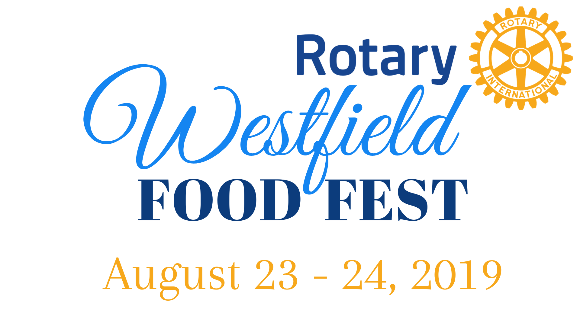 Rotary
ROTARY
INTERNATIONAL
Westfield
FOOD FEST
August 23 - 24, 2019